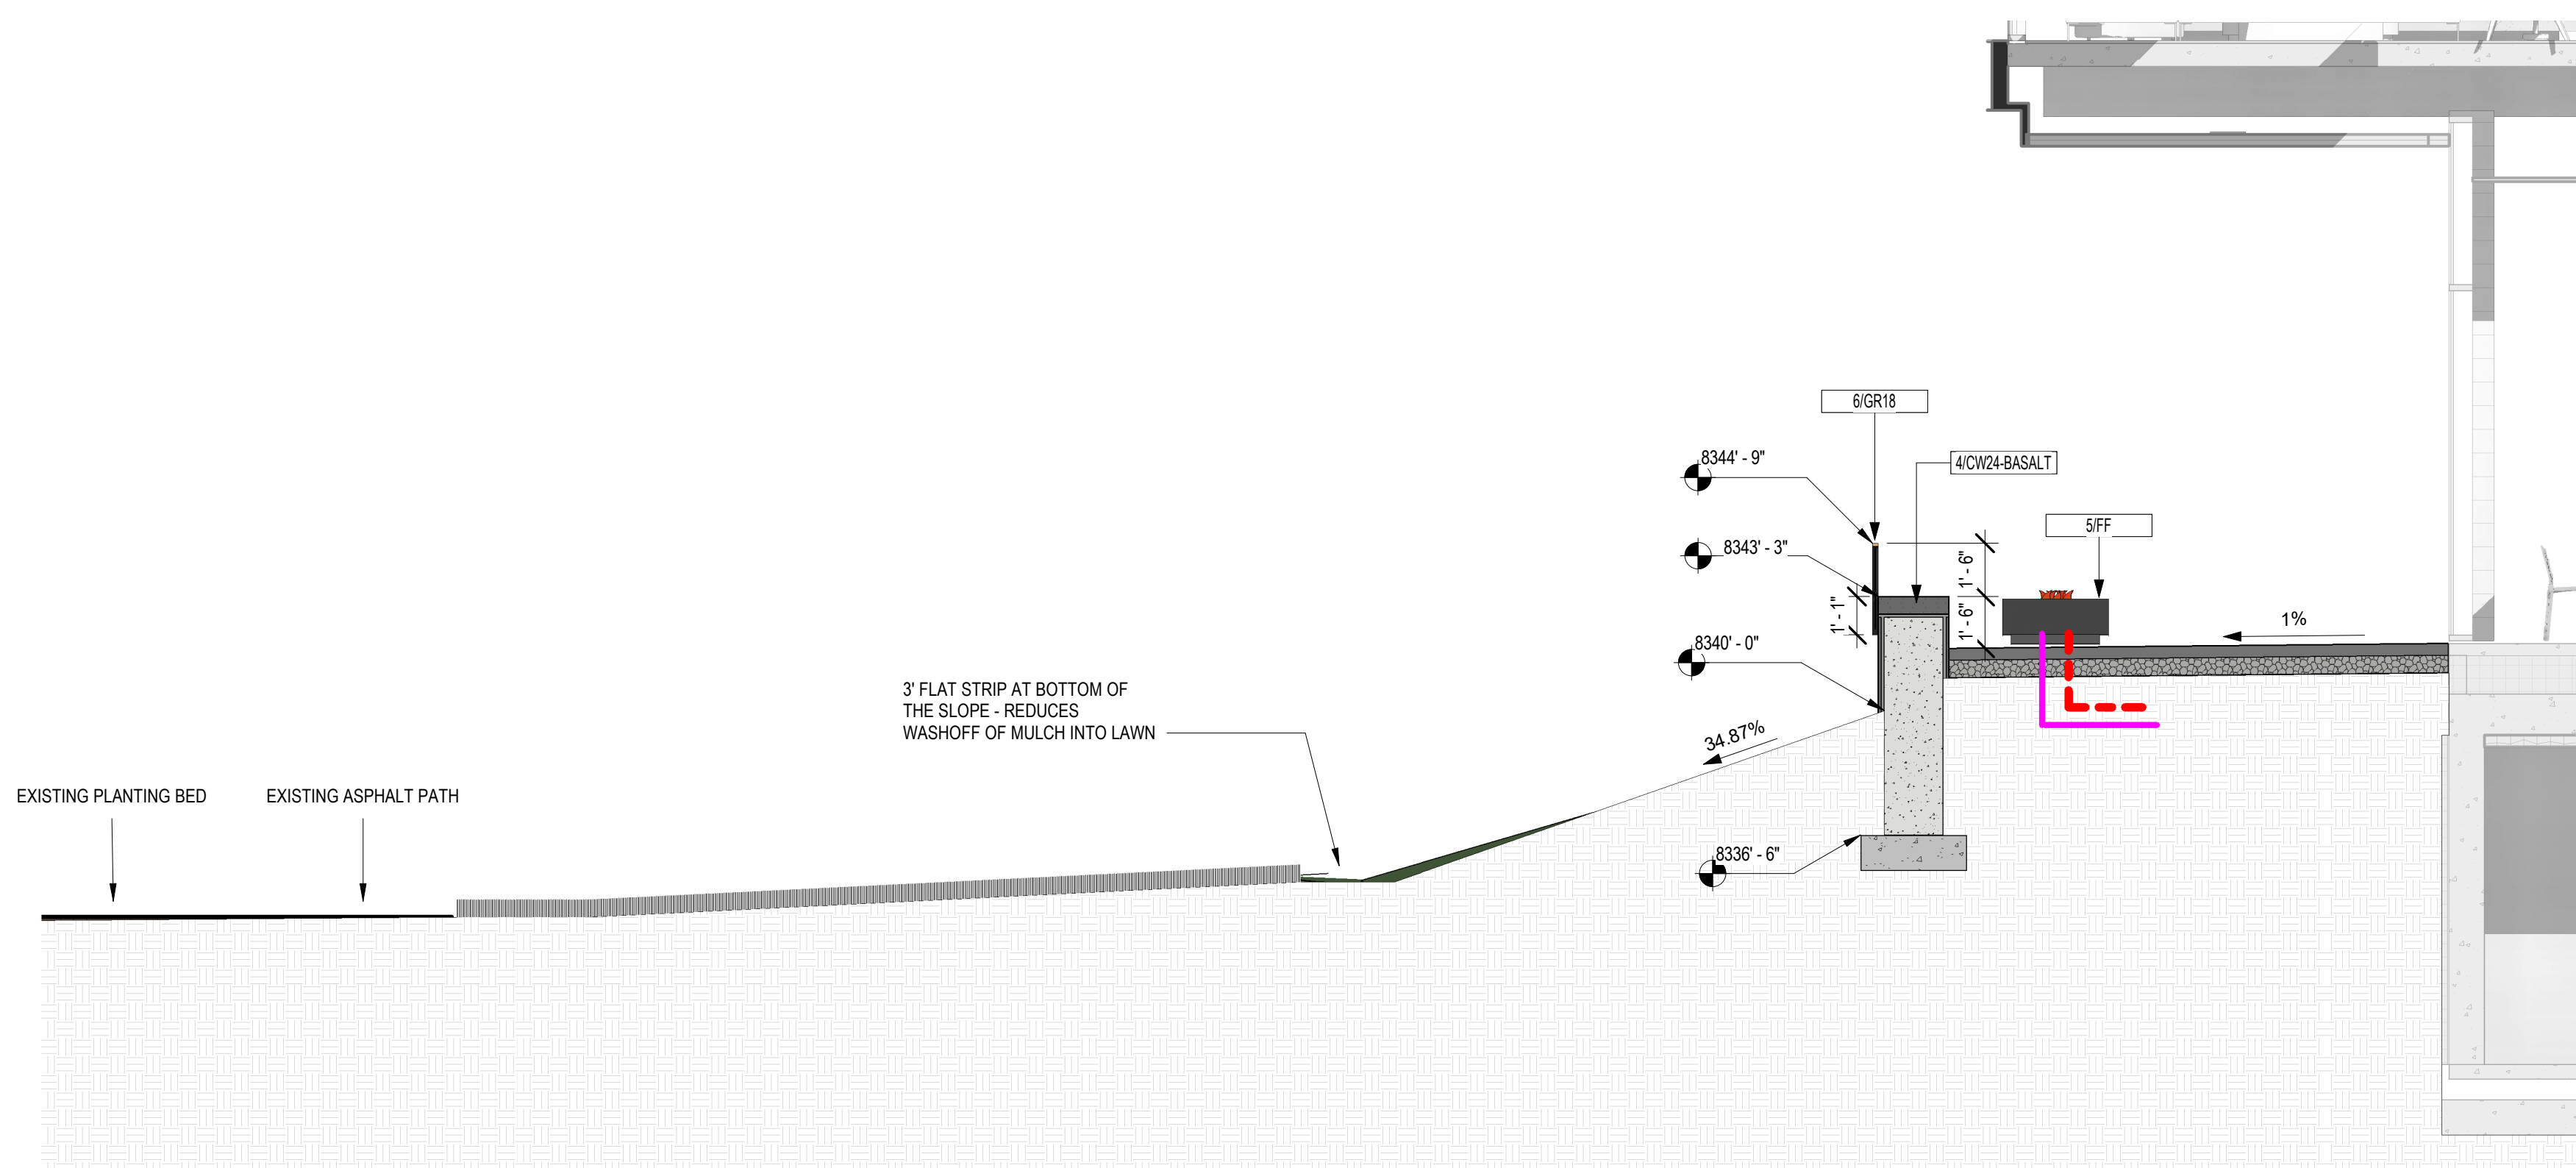 6/GR18
8344' - 9"
4/CW24-BASALT
5/FF
8343' - 3"
1' - 6"
1' - 1"
1' - 6"
1%
8340' - 0"
3' FLAT STRIP AT BOTTOM OF
THE SLOPE - REDUCES
WASHOFF OF MULCH INTO LAWN
34.87%
EXISTING PLANTING BED
EXISTING ASPHALT PATH
8336' - 6"